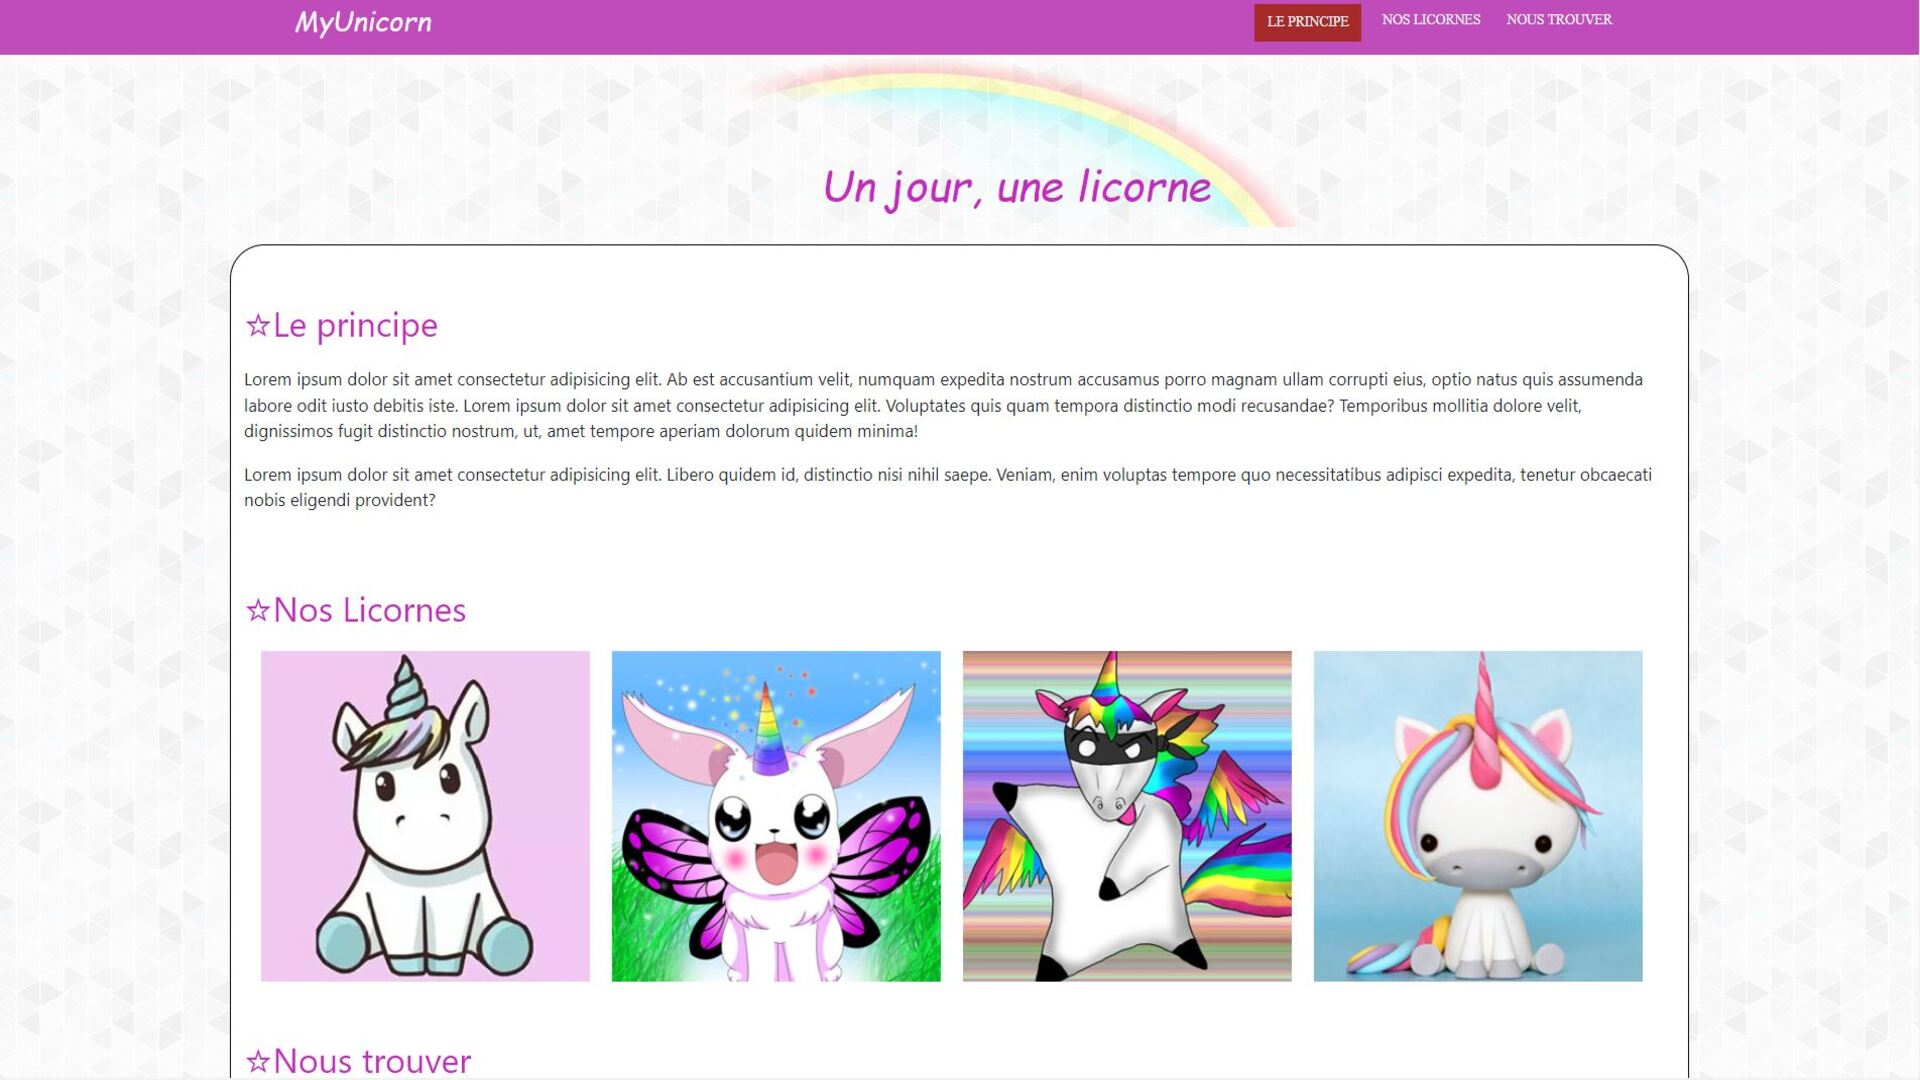 MyUnicorn
LE PRINCIPE NOS LICORNES NOUS TROUVER
Un jour, une licorne
☆Le principe
Lorem ipsum dolor sit amet consectetur adipisicing elit. Ab est accusantium velit, numquam expedita nostrum accusamus porro magnam ullam corrupti eius, optio natus quis assumenda
labore odit iusto debitis iste. Lorem ipsum dolor sit amet consectetur adipisicing elit. Voluptates quis quam tempora distinctio modi recusandae? Temporibus mollitia dolore velit,
dignissimos fugit distinctio nostrum, ut, amet tempore aperiam dolorum quidem minima!
Lorem ipsum dolor sit amet consectetur adipisicing elit. Libero quidem id, distinctio nisi nihil saepe. Veniam, enim voluptas tempore quo necessitatibus adipisci expedita, tenetur obcaecati
nobis eligendi provident?
☆Nos Licornes
☆Nous trouver